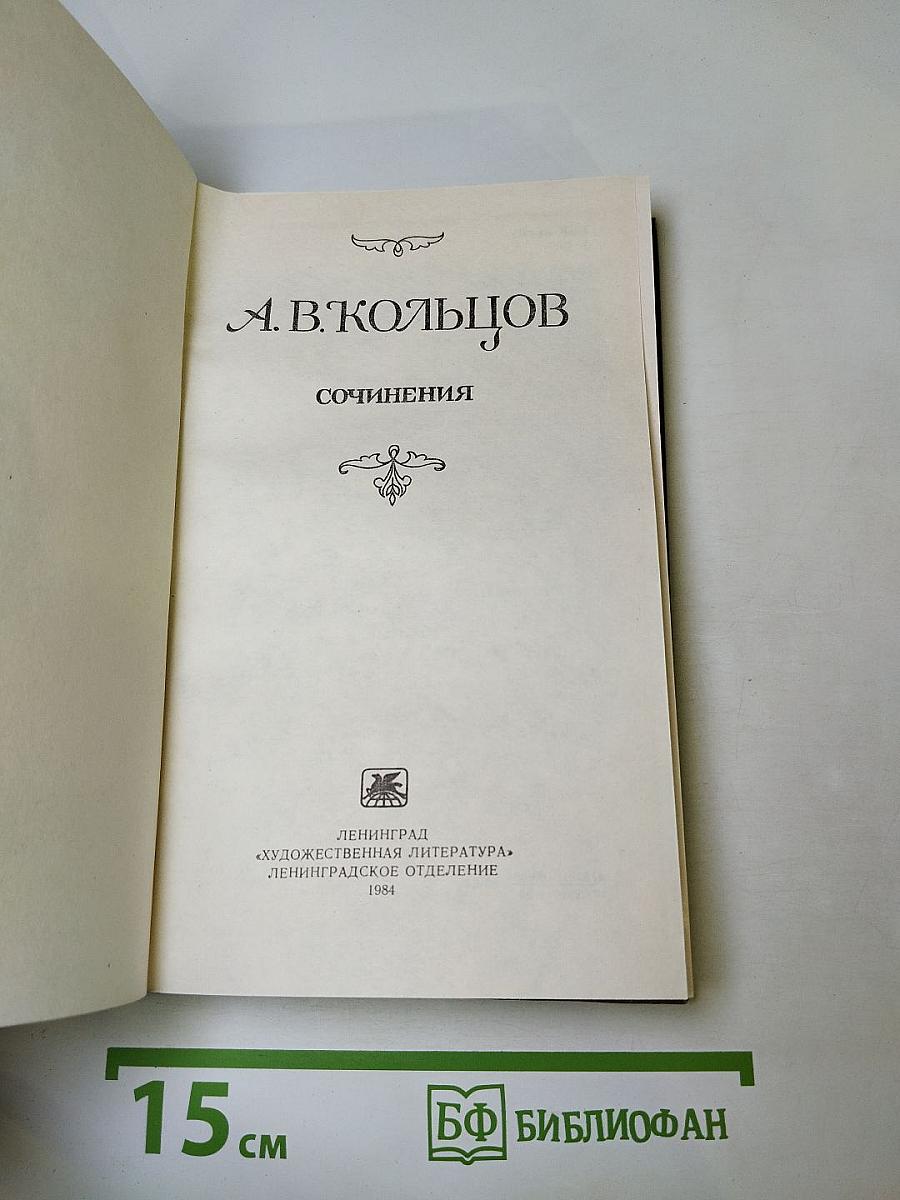 А. В. КОЛЬЦОВ
СОЧИНЕНИЯ
ЛЕНИНГРАД
«ХУДОЖЕСТВЕННАЯ ЛИТЕРАТУРА»
ЛЕНИНГРАДСКОЕ ОТДЕЛЕНИЕ
1984
15 см
БФ БИБЛИОФАН